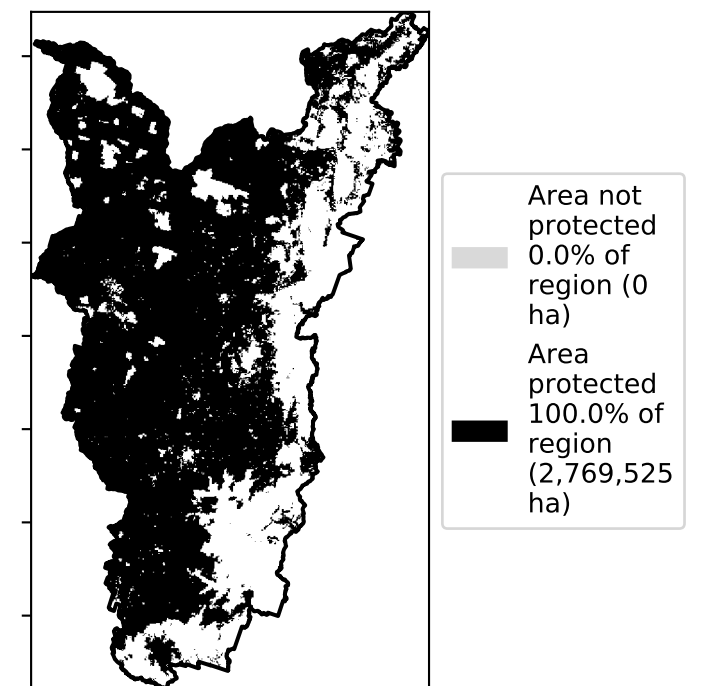 Area not
protected
0.0% of
region (0
ha)
Area
protected
100.0% of
region
(2,769,525
ha)